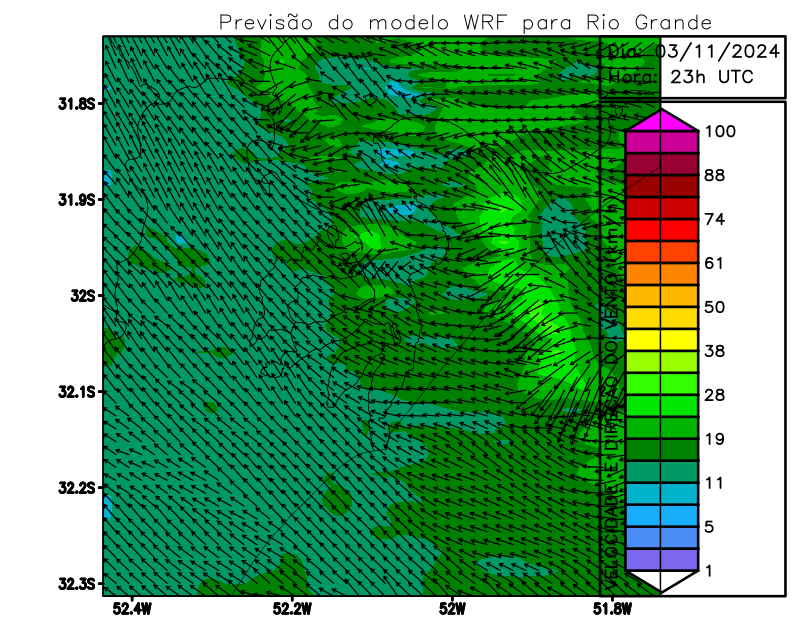 Previsão do modelo WRF para Rio Grande
Dia: 03/11/2024
Hora: 23h UTC
31.8S
31.9S
32S
32.1S
32.2S
32.3S
52.4W
52.2W
52W
51.8W
VELOCIDADE E DIREÇÃO DO VENTO (km/h)
100
88
74
61
50
38
28
19
11
5
1